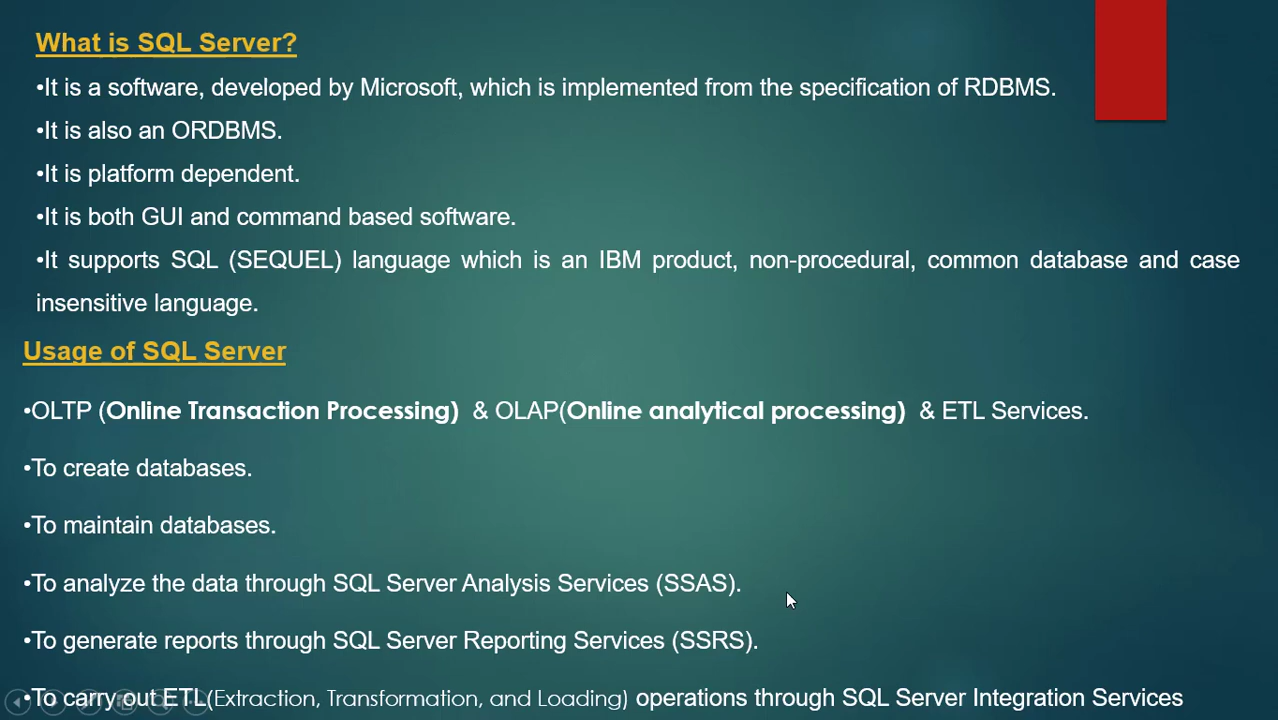 What is SQL Server?
•It is a software, developed by Microsoft, which is implemented from the specification of RDBMS.
•It is also an ORDBMS.
•It is platform dependent.
•It is both GUI and command based software.
•It supports SQL (SEQUEL) language which is an IBM product, non-procedural, common database and case
insensitive language.
Usage of SQL Server
•OLTP (Online Transaction Processing) & OLAP(Online analytical processing) & ETL Services.
•To create databases.
•To maintain databases.
•To analyze the data through SQL Server Analysis Services (SSAS).
•To generate reports through SQL Server Reporting Services (SSRS).
•To carry out ETL(Extraction, Transformation, and Loading) operations through SQL Server Integration Services